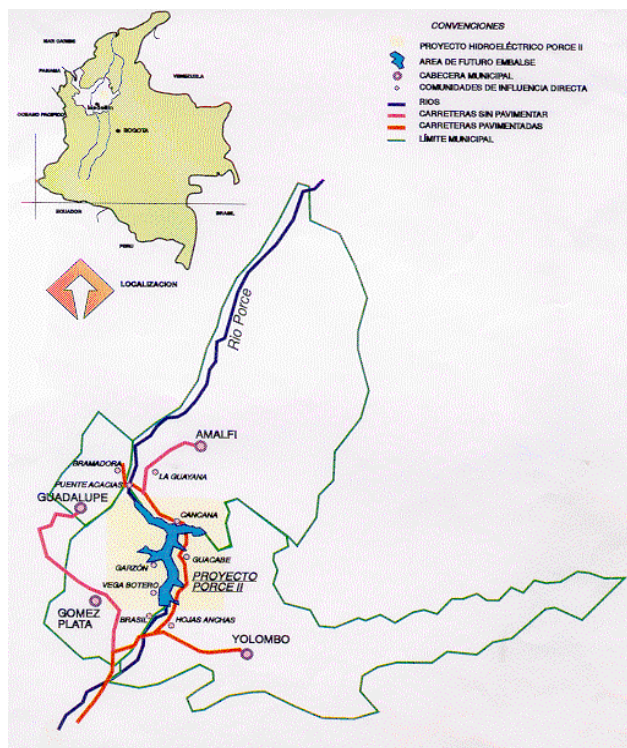 CONVENCIONES
PROYECTO HIDROELÉCTRICO PORCE II
AREA DE FUTURO EMBALSE
CABECERA MUNICIPAL
COMUNIDADES DE INFLUENCIA DIRECTA
RIOS
CARRETERAS SIN PAVIMENTAR
CARRETERAS PAVIMENTADAS
LÍMITE MUNICIPAL
MAR CARIBE
PANAMA
VENEZUELA
OCEANO PACIFICO
BOGOTA
ECUADOR
BRASIL
PERU
LOCALIZACION
Rio Porce
AMALFI
BRAMADORA
LA GUAYANA
PUENTE ACACIAS
GUADALUPE
CANCANA
GUACABE
GARZÓN
PROYECTO
PORCE II
VEGA BOTERO
GOMEZ
PLATA
BRASIL
HOJAS ANCHAS
YOLOMBO